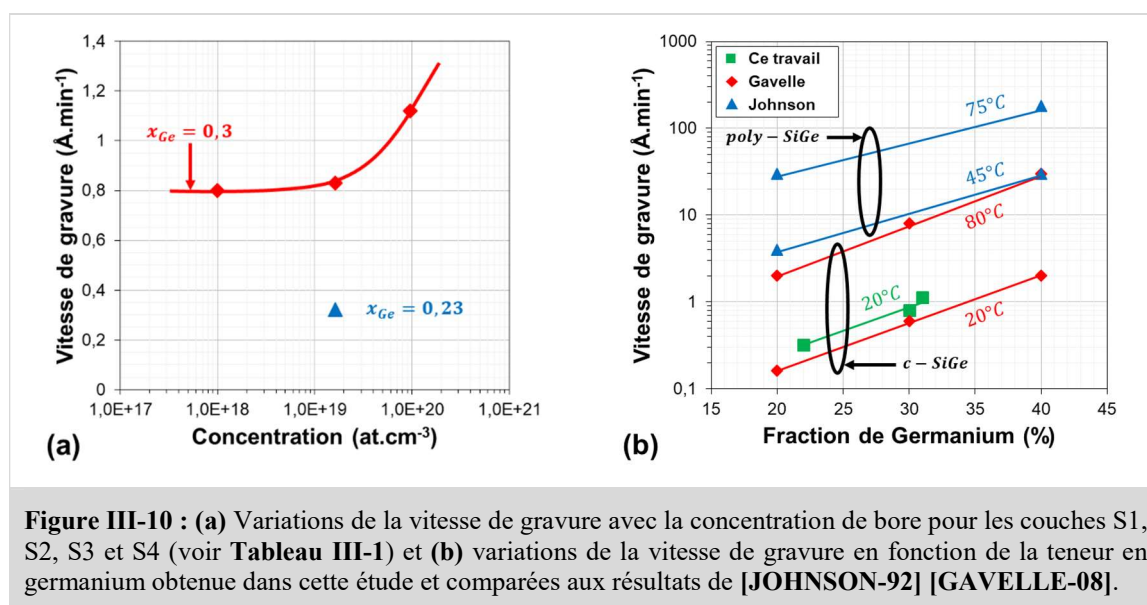 1,4
1,2
1
0,8
0,6
0,4
0,2
0
Vitesse de gravure (Å.min⁻¹)
x_Ge = 0,3
x_Ge = 0,23
1,0E+17
1,0E+18
1,0E+19
1,0E+20
1,0E+21
Concentration (at.cm⁻³)
(a)
1000
100
10
1
0,1
Vitesse de gravure (Å.min⁻¹)
Ce travail
Gavelle
Johnson
75°C
poly – SiGe
45°C
80°C
20°C
20°C
c – SiGe
15
20
25
30
35
40
45
Fraction de Germanium (%)
(b)
Figure III-10 : (a) Variations de la vitesse de gravure avec la concentration de bore pour les couches S1,
S2, S3 et S4 (voir Tableau III-1) et (b) variations de la vitesse de gravure en fonction de la teneur en
germanium obtenue dans cette étude et comparées aux résultats de [JOHNSON-92] [GAVELLE-08].